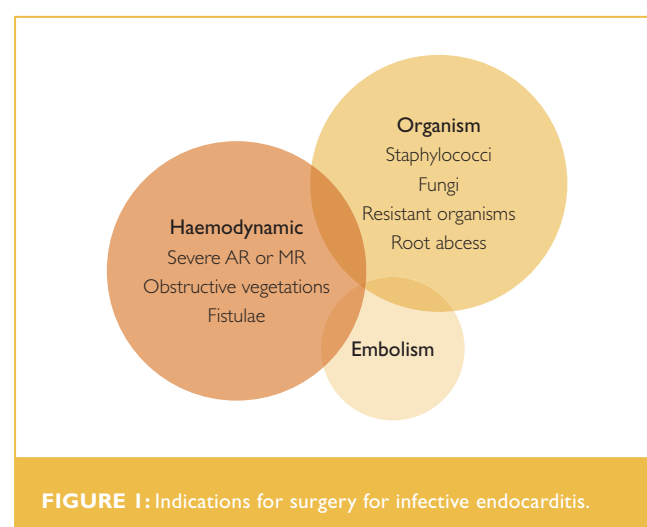 Organism
Staphylococci
Fungi
Resistant organisms
Root abcess
Haemodynamic
Severe AR or MR
Obstructive vegetations
Fistulae
Embolism
FIGURE 1: Indications for surgery for infective endocarditis.